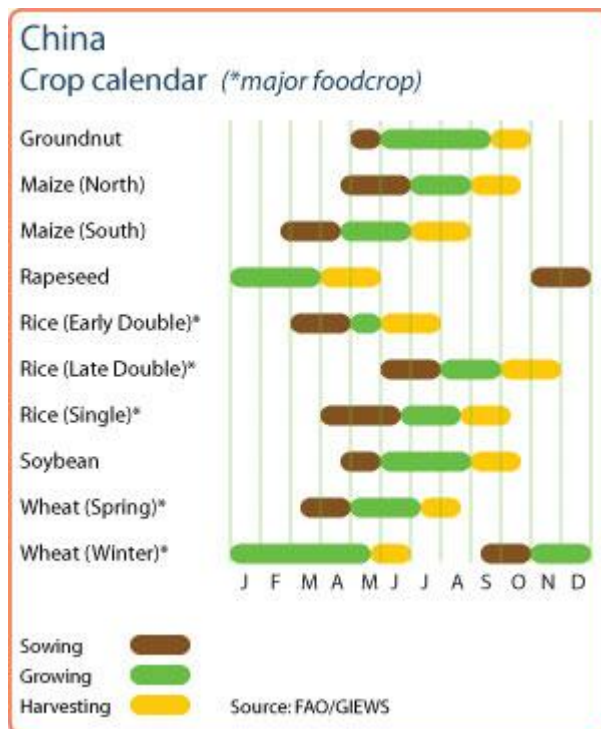 China
Crop calendar (*major foodcrop)
Groundnut
Maize (North)
Maize (South)
Rapeseed
Rice (Early Double)*
Rice (Late Double)*
Rice (Single)*
Soybean
Wheat (Spring)*
Wheat (Winter)*
J F M A M J J A S O N D
Sowing
Growing
Harvesting Source: FAO/GIEWS